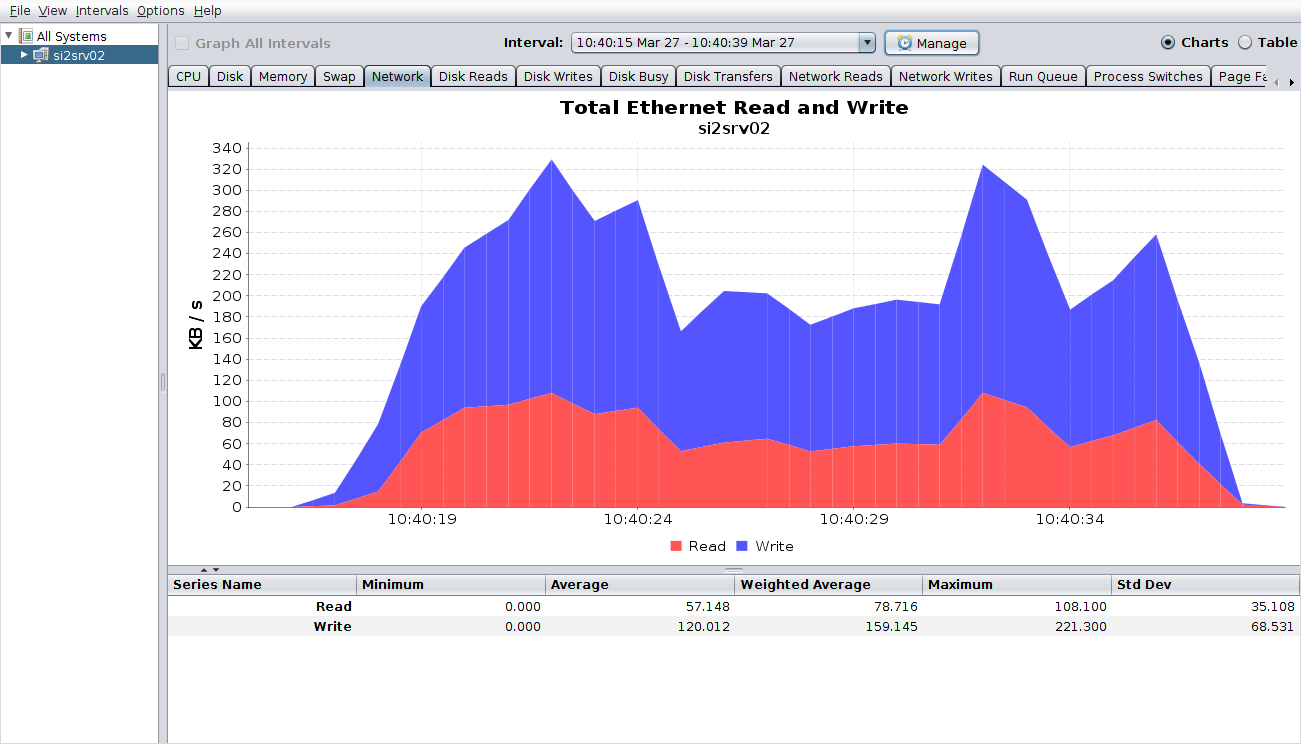 File View Intervals Options Help
All Systems
si2srv02
Graph All Intervals Interval: 10:40:15 Mar 27 - 10:40:39 Mar 27 Manage Charts Table
CPU Disk Memory Swap Network Disk Reads Disk Writes Disk Busy Disk Transfers Network Reads Network Writes Run Queue Process Switches Page Fa
Total Ethernet Read and Write
si2srv02
KB / s
340
320
300
280
260
240
220
200
180
160
140
120
100
80
60
40
20
0
10:40:19 10:40:24 10:40:29 10:40:34
Read Write
Series Name Minimum Average Weighted Average Maximum Std Dev
Read 0.000 57.148 78.716 108.100 35.108
Write 0.000 120.012 159.145 221.300 68.531